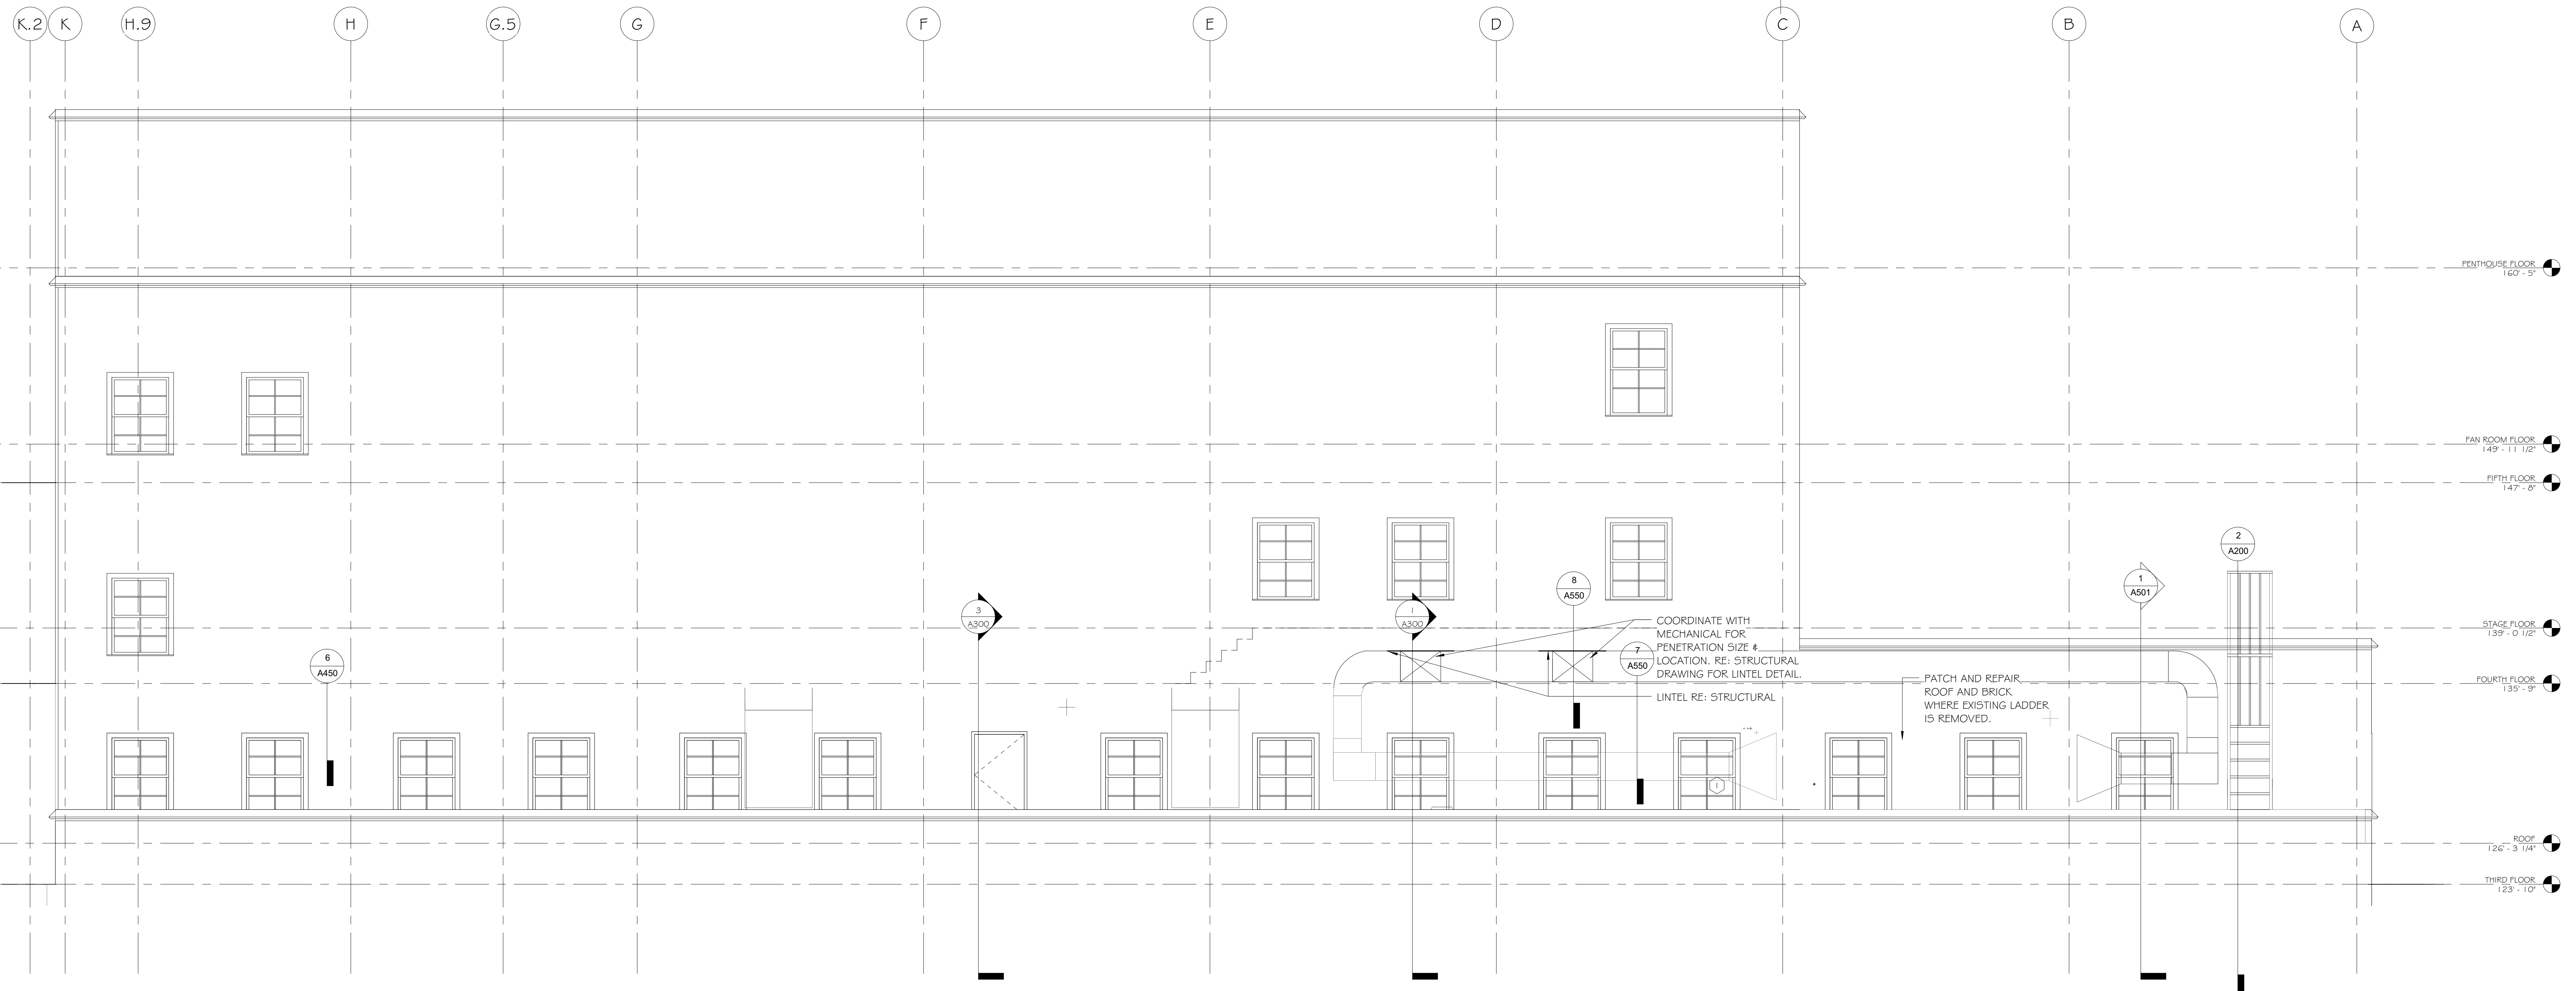 K.2 K H.9 H G.5 G F E D C B A
PENTHOUSE FLOOR
160' - 5"
FAN ROOM FLOOR
149' - 11 1/2"
FIFTH FLOOR
147' - 8"
2
A200
1
A501
8
A550
3
A300
1
A300
STAGE FLOOR
139' - 0 1/2"
COORDINATE WITH
MECHANICAL FOR
PENETRATION SIZE &
LOCATION. RE: STRUCTURAL
DRAWING FOR LINTEL DETAIL.
7
A550
6
A450
LINTEL RE: STRUCTURAL
PATCH AND REPAIR
ROOF AND BRICK
WHERE EXISTING LADDER
IS REMOVED.
FOURTH FLOOR
135' - 9"
1
ROOF
126' - 3 1/4"
THIRD FLOOR
123' - 10"